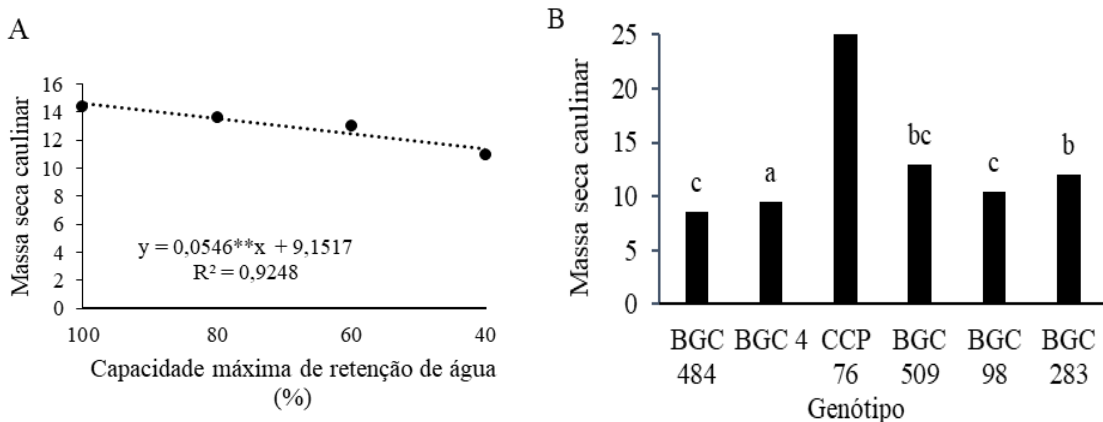 A
Massa seca caulinar
16
14
12
10
8
6
4
2
0
y = 0,0546**x + 9,1517
R² = 0,9248
100 80 60 40
Capacidade máxima de retenção de água
(%)
B
Massa seca caulinar
25
20
15
10
5
0
c a bc c b
BGC BGC 4 CCP BGC BGC BGC
484 76 509 98 283
Genótipo